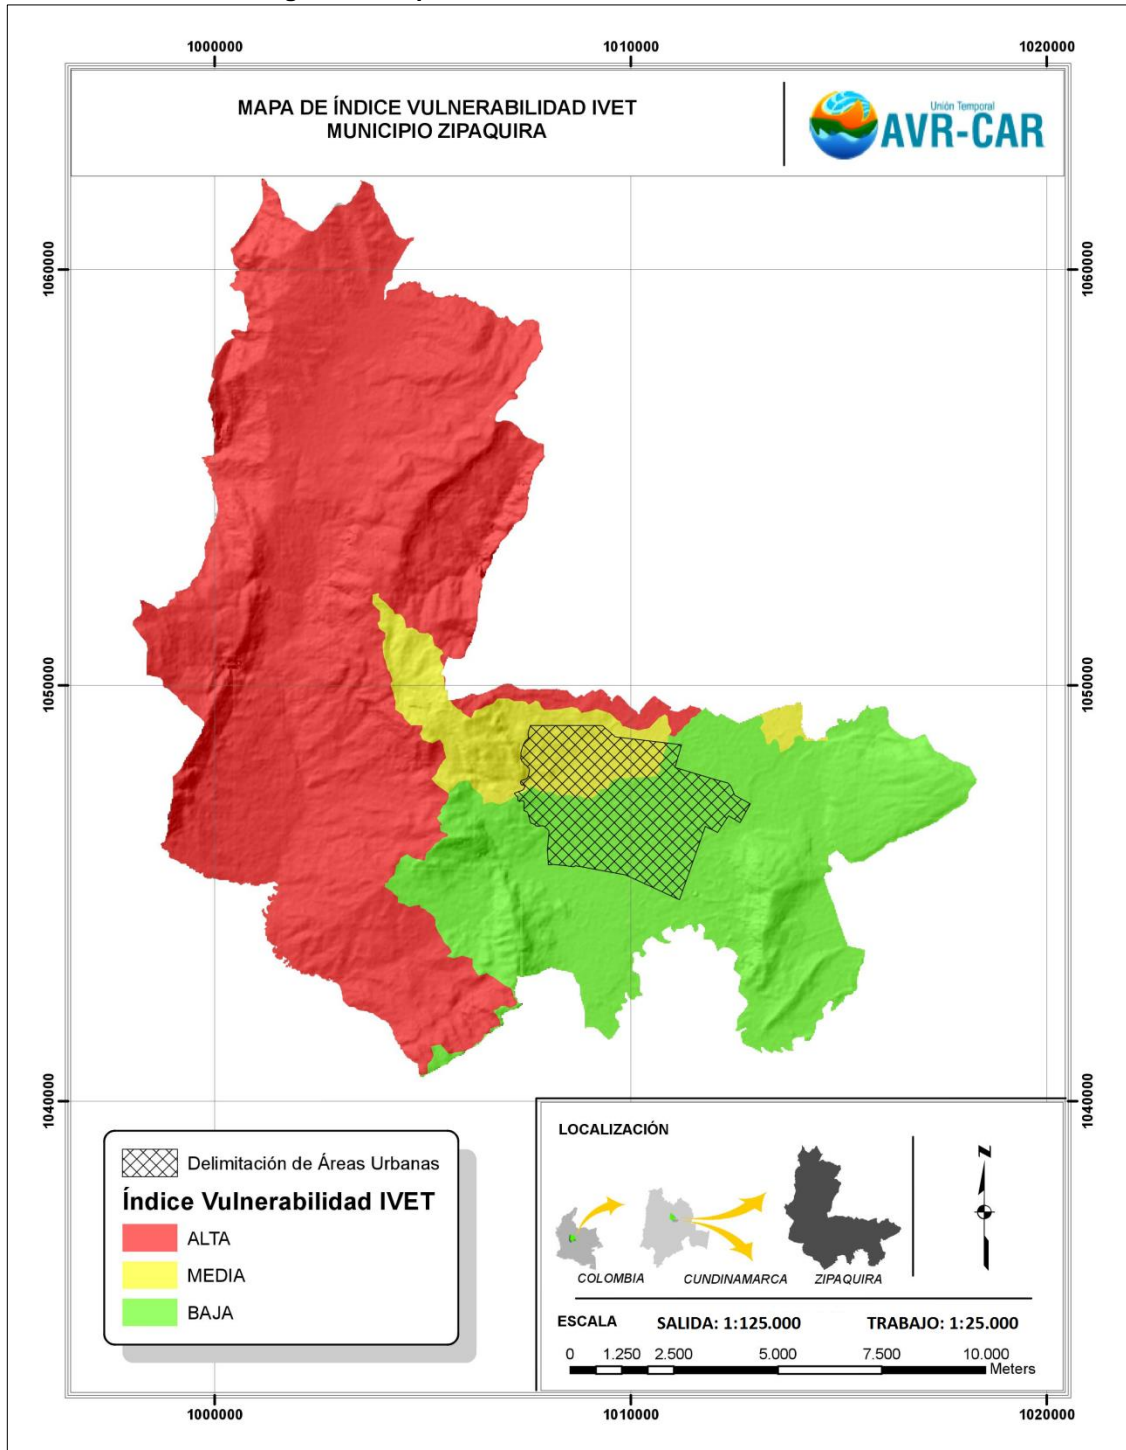 1000000
1010000
1020000
MAPA DE ÍNDICE VULNERABILIDAD IVET
MUNICIPIO ZIPAQUIRA
Unión Temporal
AVR-CAR
1060000
1060000
1050000
1050000
1040000
1040000
Delimitación de Áreas Urbanas
Índice Vulnerabilidad IVET
ALTA
MEDIA
BAJA
LOCALIZACIÓN
N
COLOMBIA
CUNDINAMARCA
ZIPAQUIRA
ESCALA SALIDA: 1:125.000 TRABAJO: 1:25.000
0 1.250 2.500 5.000 7.500 10.000
Meters
1000000
1010000
1020000